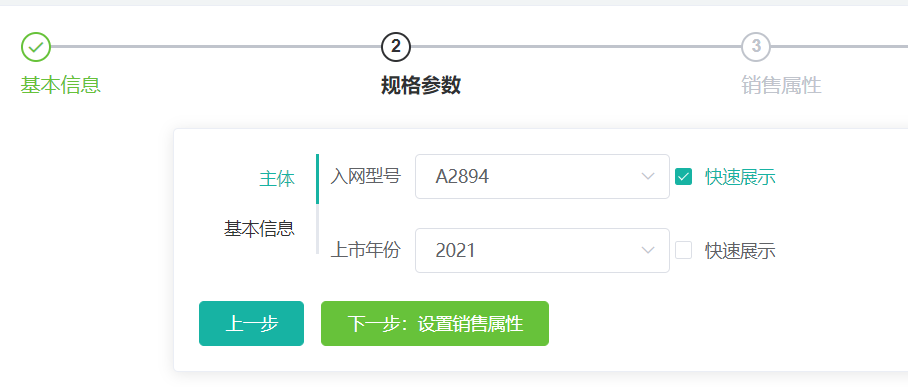 2
3
基本信息
规格参数
销售属性
主体
入网型号
A2894
快速展示
基本信息
上市年份
2021
快速展示
上一步
下一步：设置销售属性